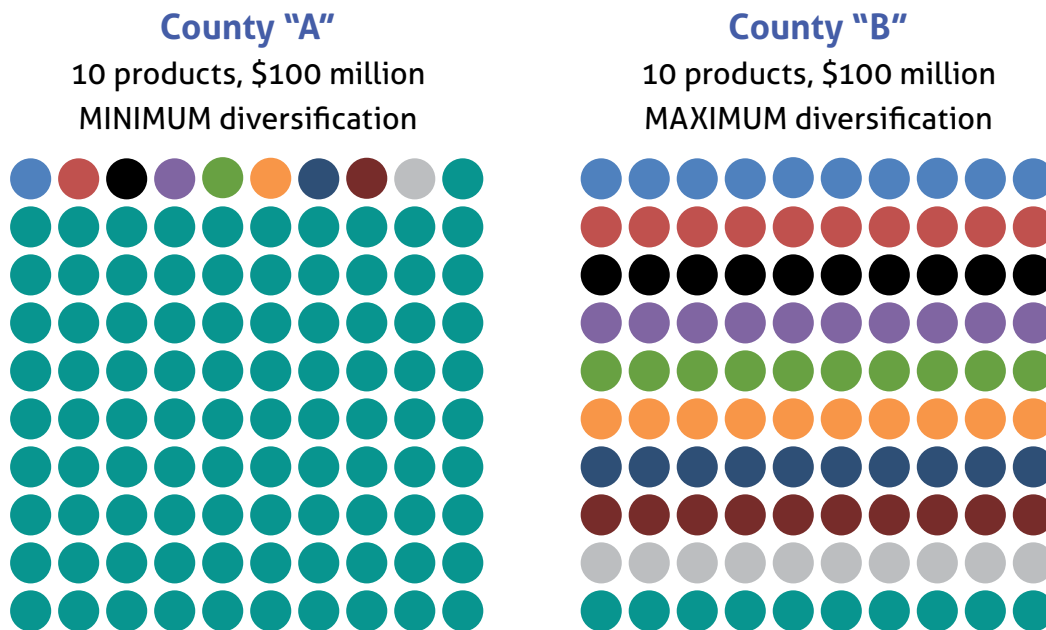 County “A”
10 products, $100 million
MINIMUM diversification
County “B”
10 products, $100 million
MAXIMUM diversification